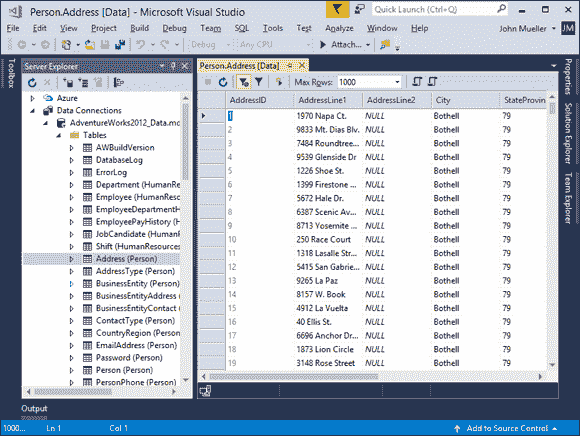 Person.Address [Data] - Microsoft Visual Studio
Quick Launch (Ctrl+Q)
File Edit View Project Debug Team SQL Tools Test Analyze Window Help
John Mueller JM
Debug Any CPU Attach...
Toolbox
Server Explorer
Azure
Data Connections
AdventureWorks2012_Data.md
Tables
AWBuildVersion
DatabaseLog
ErrorLog
Department (HumanResour
Employee (HumanResources
EmployeeDepartmentH
EmployeePayHistory (HumanR
JobCandidate (HumanR
Shift (HumanResources
Address (Person)
AddressType (Person)
BusinessEntity (Person)
BusinessEntityAddress (
BusinessEntityContact (
ContactType (Person)
CountryRegion (Person)
EmailAddress (Person)
Password (Person)
Person (Person)
PersonPhone (Person)
Person.Address [Data]
Max Rows: 1000
AddressID AddressLine1 AddressLine2 City StateProvin
1 1970 Napa Ct. NULL Bothell 79
2 9833 Mt. Dias Blv. NULL Bothell 79
3 7484 Roundtree... NULL Bothell 79
4 9539 Glenside Dr NULL Bothell 79
5 1226 Shoe St. NULL Bothell 79
6 1399 Firestone ... NULL Bothell 79
7 5672 Hale Dr. NULL Bothell 79
8 6387 Scenic Av... NULL Bothell 79
9 8713 Yosemite ... NULL Bothell 79
10 250 Race Court NULL Bothell 79
11 1318 Lasalle Str... NULL Bothell 79
12 5415 San Gabrie... NULL Bothell 79
13 9265 La Paz NULL Bothell 79
14 8157 W. Book NULL Bothell 79
15 4912 La Vuelta NULL Bothell 79
16 40 Ellis St. NULL Bothell 79
17 6696 Anchor Dr... NULL Bothell 79
18 1873 Lion Circle NULL Bothell 79
19 3148 Rose Street NULL Bothell 79
Properties
Solution Explorer
Team Explorer
Output
1000... Ln 1 Col 1 Add to Source Control